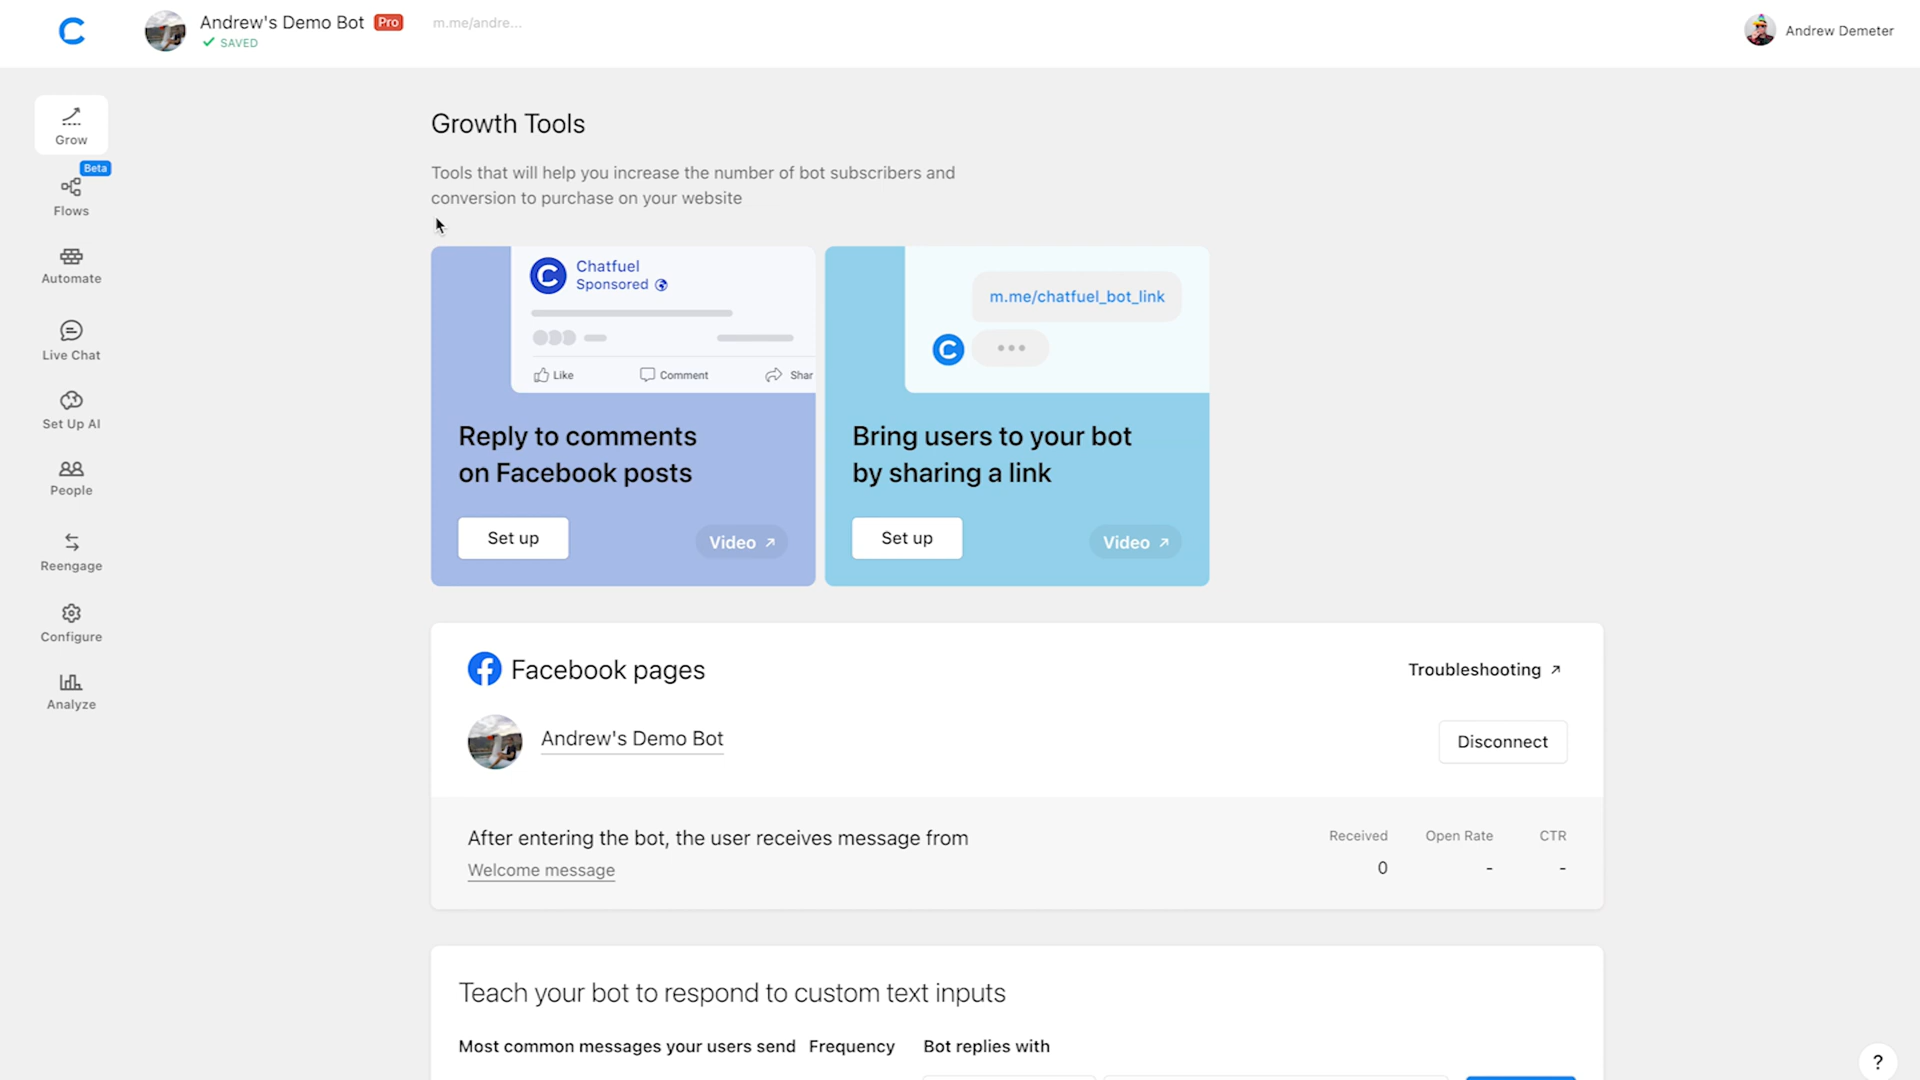 Andrew's Demo Bot Pro
m.me/andre...
SAVED
Andrew Demeter
Grow
Beta
Flows
Automate
Live Chat
Set Up AI
People
Reengage
Configure
Analyze
Growth Tools
Tools that will help you increase the number of bot subscribers and
conversion to purchase on your website
Chatfuel
Sponsored
Like Comment Shar
Reply to comments
on Facebook posts
Set up Video
m.me/chatfuel_bot_link
Bring users to your bot
by sharing a link
Set up Video
Facebook pages
Troubleshooting
Andrew's Demo Bot
Disconnect
After entering the bot, the user receives message from
Welcome message
Received Open Rate CTR
0 - -
Teach your bot to respond to custom text inputs
Most common messages your users send Frequency Bot replies with
?